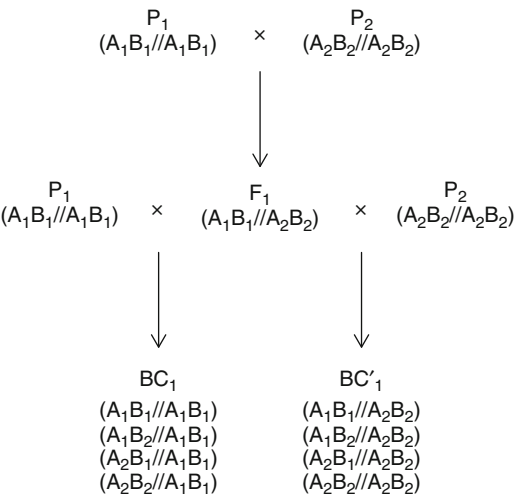 P₁ × P₂
(A₁B₁//A₁B₁) (A₂B₂//A₂B₂)
P₁ × F₁ × P₂
(A₁B₁//A₁B₁) (A₁B₁//A₂B₂) (A₂B₂//A₂B₂)
BC₁ BC′₁
(A₁B₁//A₁B₁) (A₁B₁//A₂B₂)
(A₁B₂//A₁B₁) (A₁B₂//A₂B₂)
(A₂B₁//A₁B₁) (A₂B₁//A₂B₂)
(A₂B₂//A₁B₁) (A₂B₂//A₂B₂)